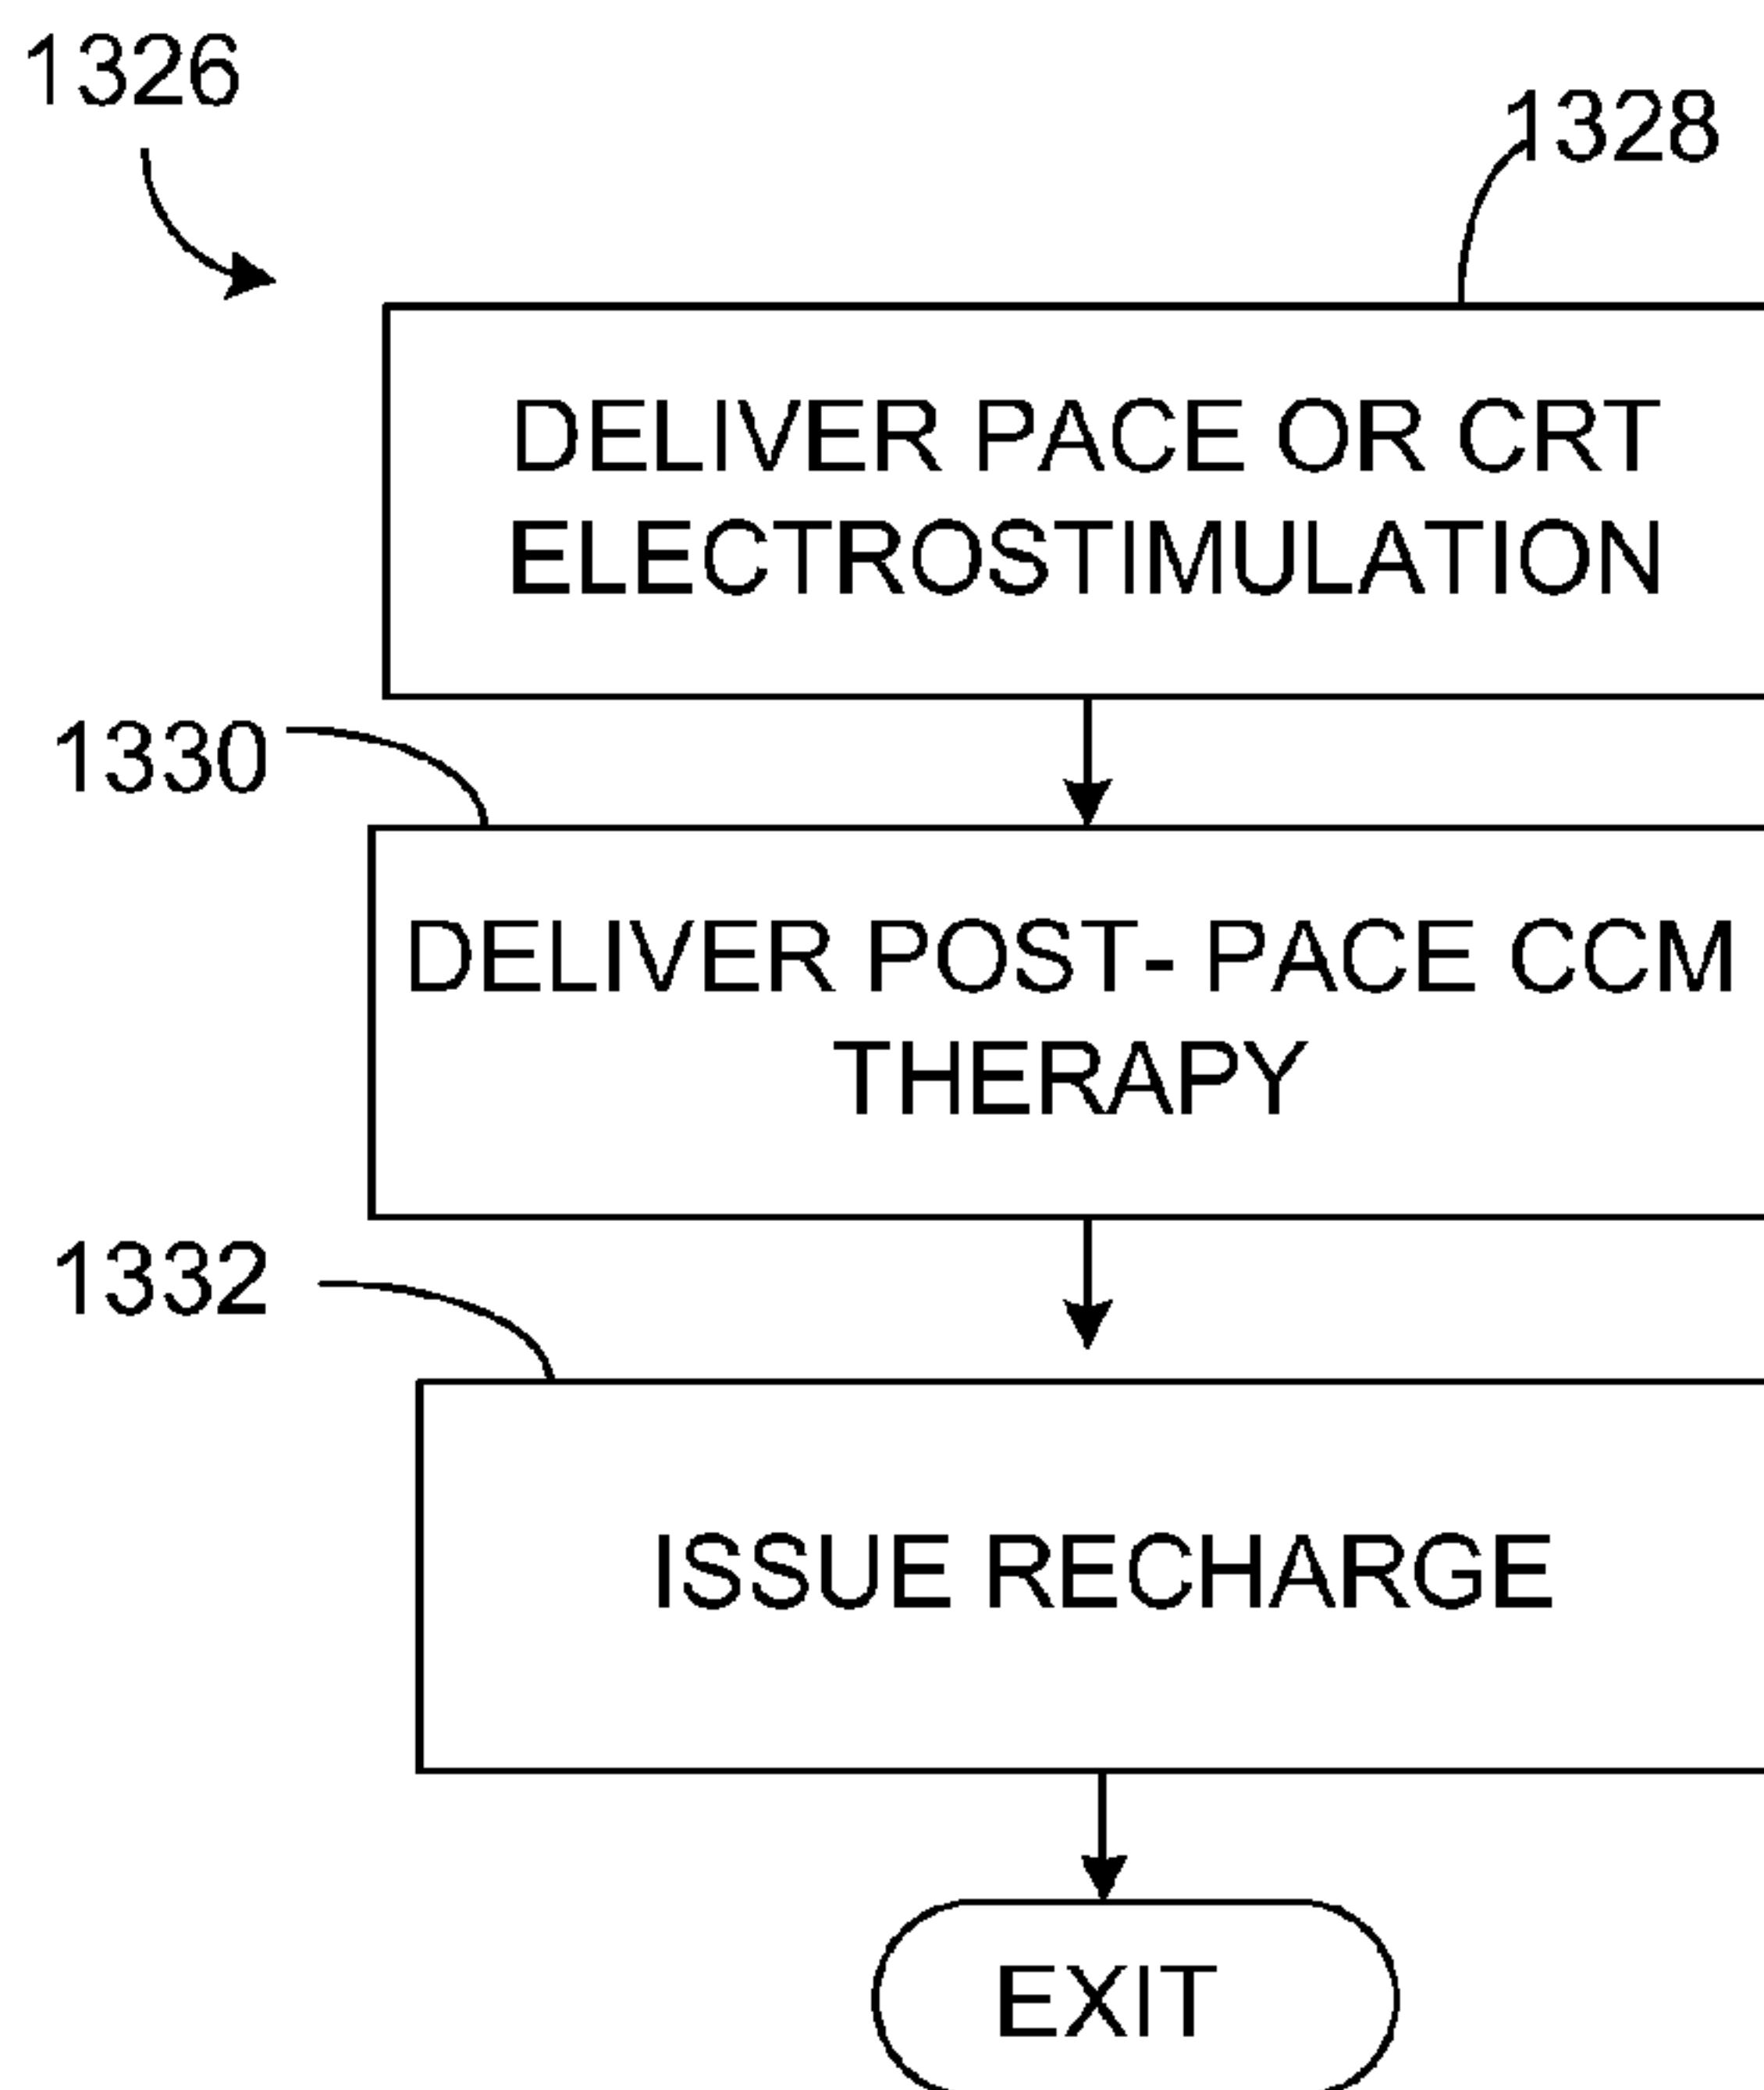 1326
1328
DELIVER PACE OR CRT
ELECTROSTIMULATION
1330
DELIVER POST- PACE CCM
THERAPY
1332
ISSUE RECHARGE
EXIT